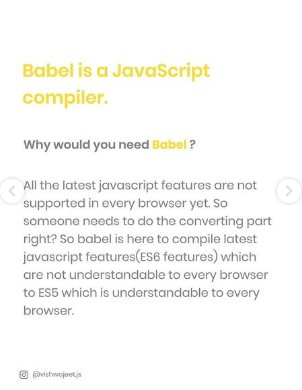 Babel is a JavaScript
compiler.
Why would you need Babel ?
All the latest javascript features are not
supported in every browser yet. So
someone needs to do the converting part
right? So babel is here to compile latest
javascript features(ES6 features) which
are not understandable to every browser
to ES5 which is understandable to every
browser.
@vishwajeet.js